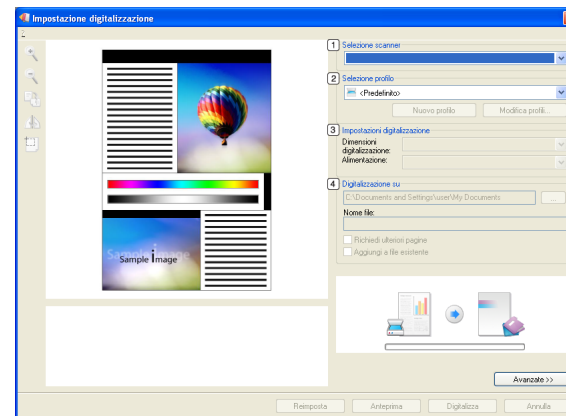 Impostazione digitalizzazione
?
1 Selezione scanner
2 Selezione profilo
<Predefinito>
Nuovo profilo Modifica profili...
3 Impostazioni digitalizzazione
Dimensioni
digitalizzazione:
Alimentazione:
4 Digitalizzazione su
C:\Documents and Settings\user\My Documents ...
Nome file:
Richiedi ulteriori pagine
Aggiungi a file esistente
Sample image
Avanzate >>
Reimposta Anteprima Digitalizza Annulla